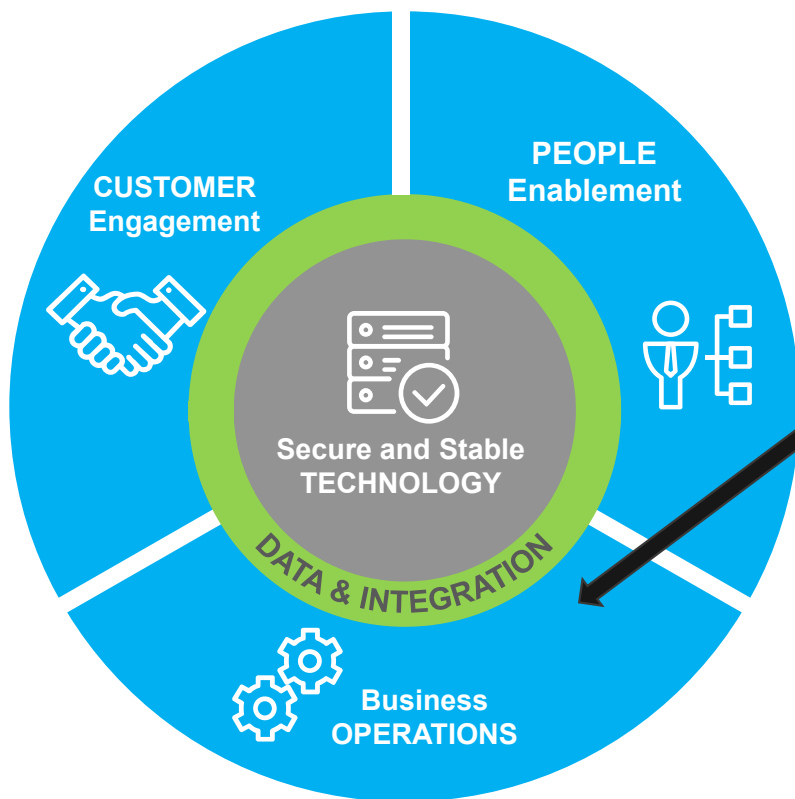 CUSTOMER
Engagement
PEOPLE
Enablement
Secure and Stable
TECHNOLOGY
DATA & INTEGRATION
Business
OPERATIONS